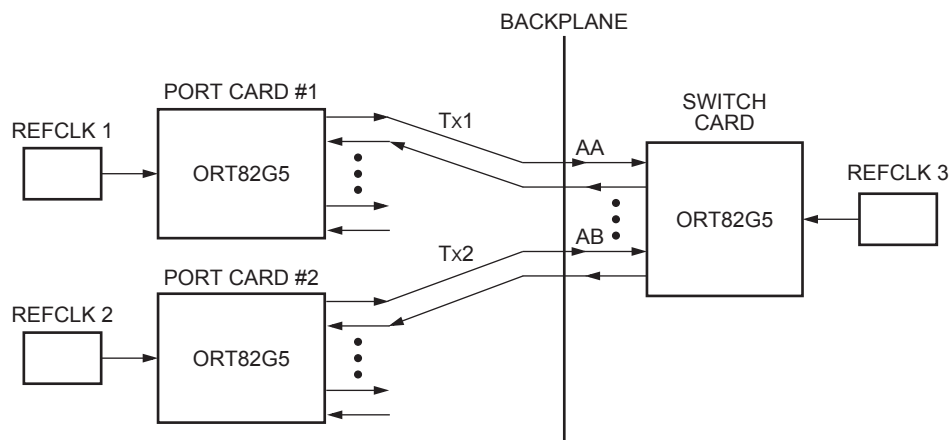 BACKPLANE
PORT CARD #1
REFCLK 1
ORT82G5
Tx1
AA
SWITCH
CARD
ORT82G5
REFCLK 3
AB
Tx2
PORT CARD #2
REFCLK 2
ORT82G5